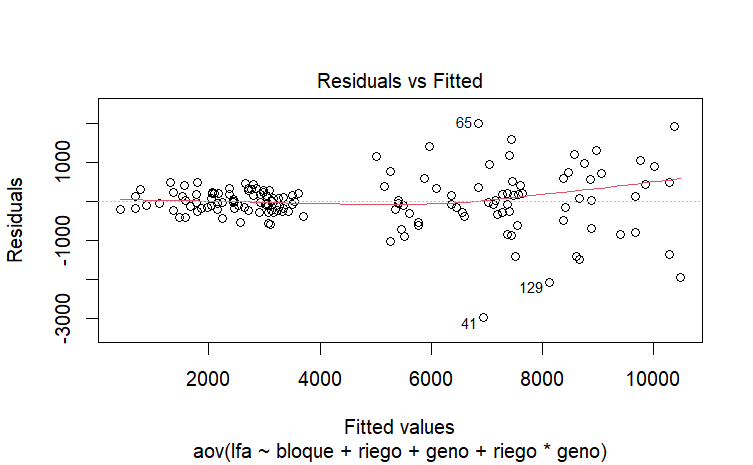 Residuals vs Fitted
Residuals
1000
-1000
-3000
65
129
41
2000
4000
6000
8000
10000
Fitted values
aov(lfa ~ bloque + riego + geno + riego * geno)